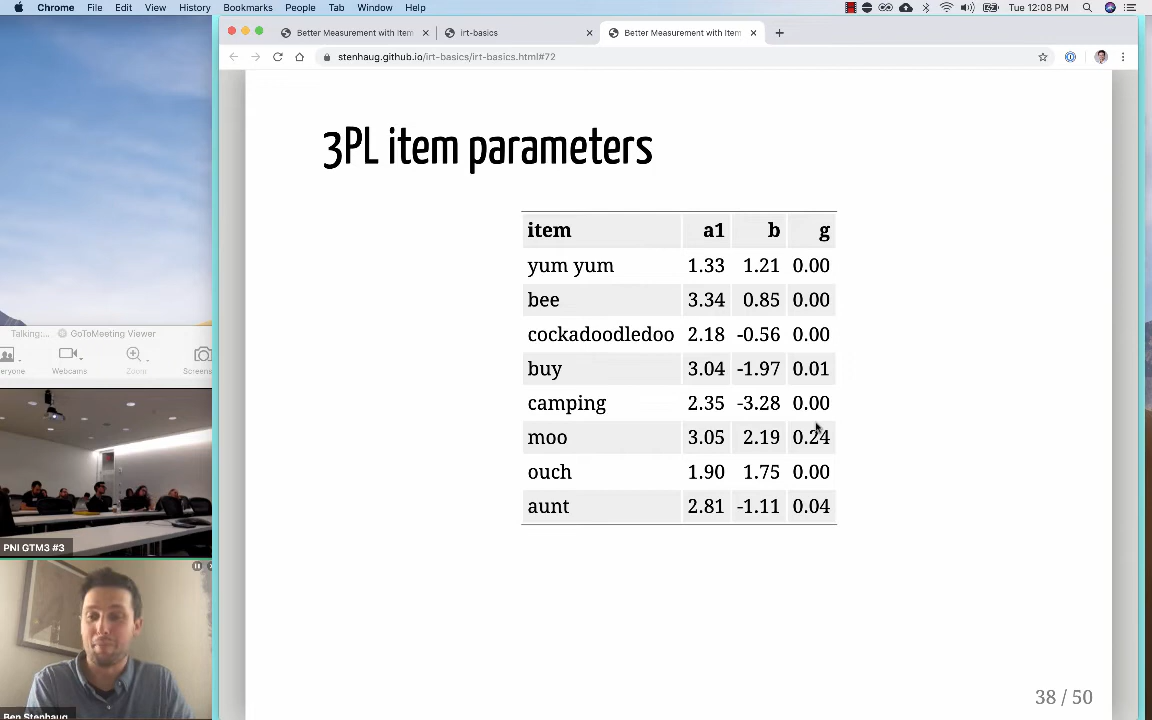 Chrome File Edit View History Bookmarks People Tab Window Help
Tue 12:08 PM
Better Measurement with Item
irt-basics
Better Measurement with Item
stenhaug.github.io/irt-basics/irt-basics.html#72
3PL item parameters
item a1 b g
yum yum 1.33 1.21 0.00
bee 3.34 0.85 0.00
cockadoodledoo 2.18 -0.56 0.00
buy 3.04 -1.97 0.01
camping 2.35 -3.28 0.00
moo 3.05 2.19 0.24
ouch 1.90 1.75 0.00
aunt 2.81 -1.11 0.04
38 / 50
Talking:... GoToMeeting Viewer
eryone Webcams Zoom Screens
PNI GTM3 #3
Ben Stenhaug